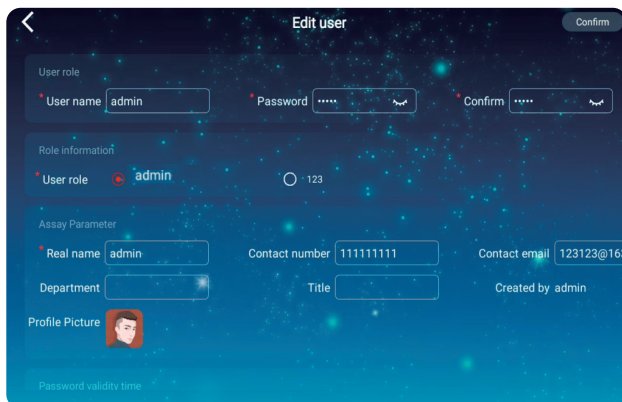 Edit user
Confirm
User role
* User name admin * Password ••••• * Confirm •••••
Role information
* User role admin 123
Assay Parameter
* Real name admin Contact number 111111111 Contact email 123123@163
Department Title Created by admin
Profile Picture
Password validity time